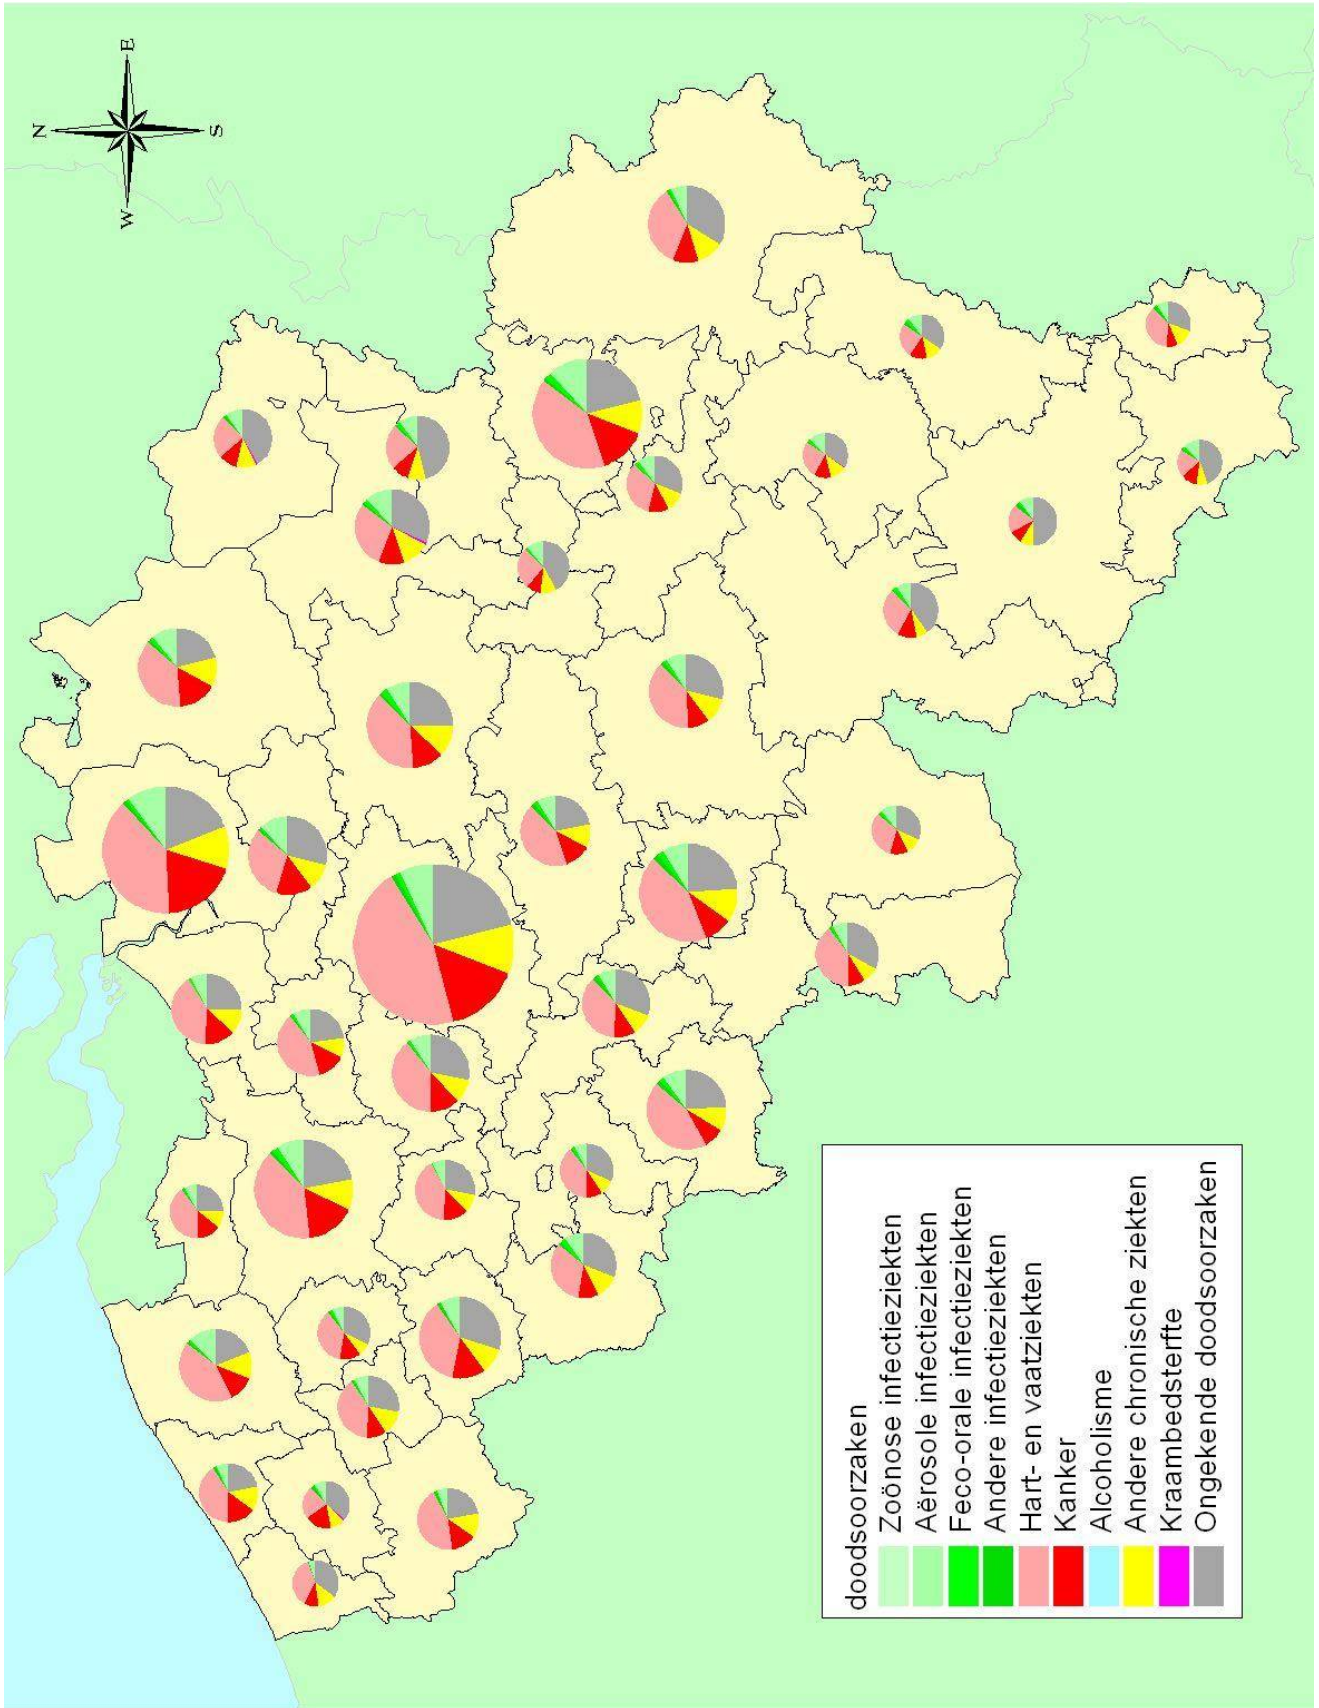 N
E
W
S
doodsoorzaken
Zoönose infectieziekten
Aërosole infectieziekten
Feco-orale infectieziekten
Andere infectieziekten
Hart- en vaatziekten
Kanker
Alcoholisme
Andere chronische ziekten
Kraambedsterfte
Ongekende doodsoorzaken